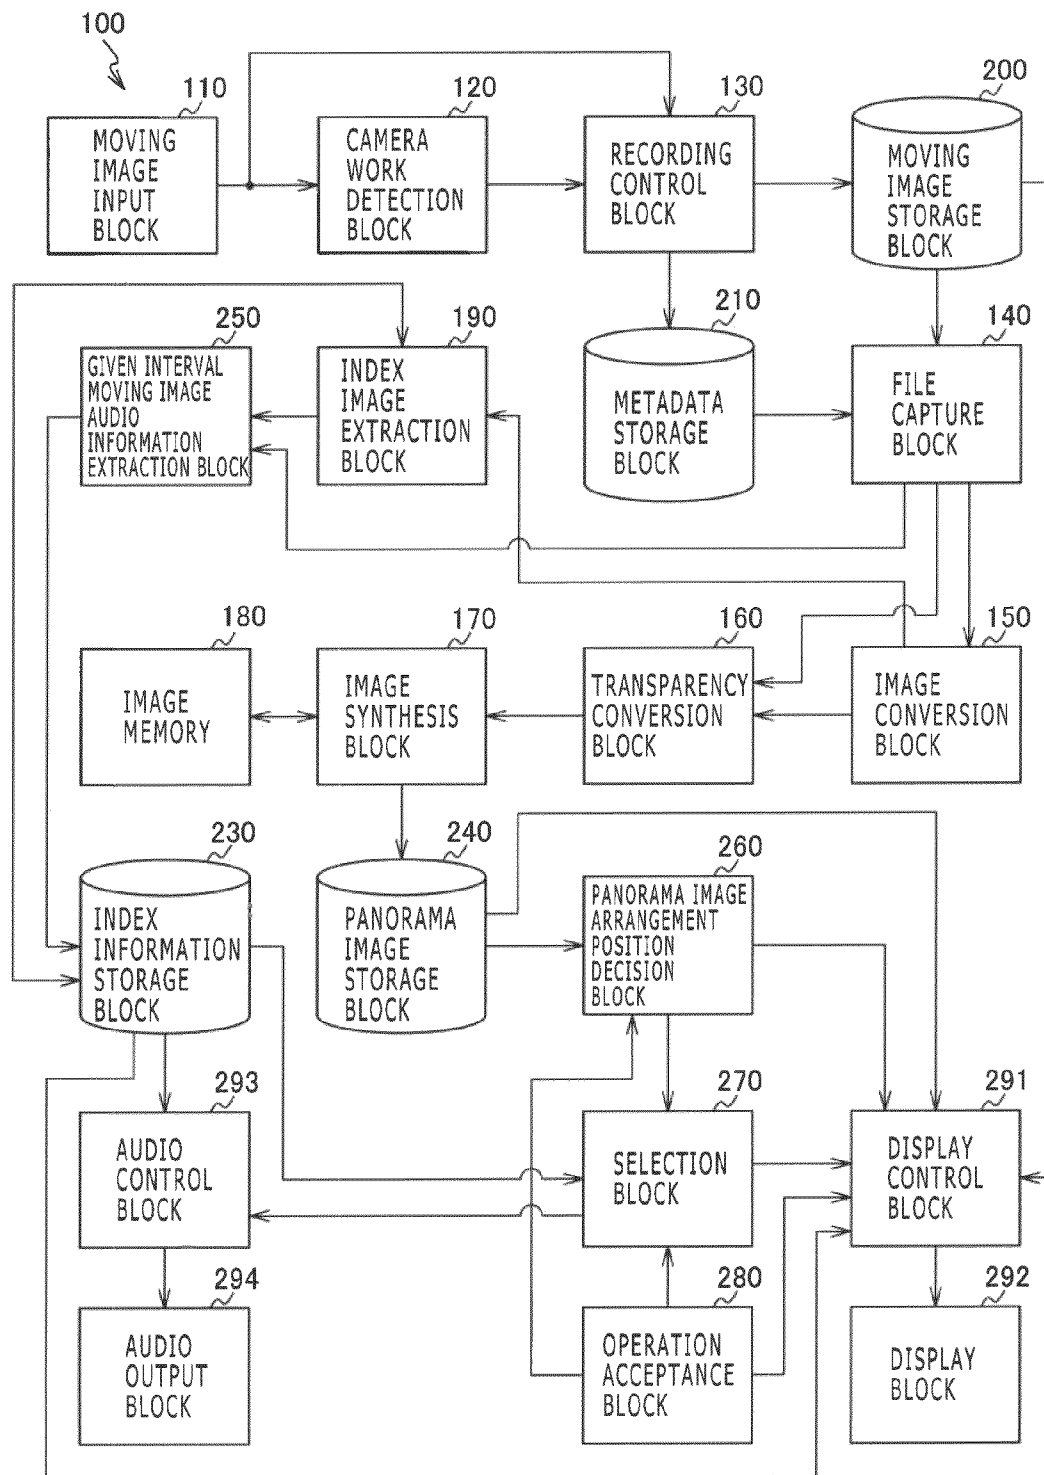 100
110
MOVING
IMAGE
INPUT
BLOCK
120
CAMERA
WORK
DETECTION
BLOCK
130
RECORDING
CONTROL
BLOCK
200
MOVING
IMAGE
STORAGE
BLOCK
250
GIVEN INTERVAL
MOVING IMAGE
AUDIO
INFORMATION
EXTRACTION BLOCK
190
INDEX
IMAGE
EXTRACTION
BLOCK
210
METADATA
STORAGE
BLOCK
140
FILE
CAPTURE
BLOCK
180
IMAGE
MEMORY
170
IMAGE
SYNTHESIS
BLOCK
160
TRANSPARENCY
CONVERSION
BLOCK
150
IMAGE
CONVERSION
BLOCK
230
INDEX
INFORMATION
STORAGE
BLOCK
240
PANORAMA
IMAGE
STORAGE
BLOCK
260
PANORAMA IMAGE
ARRANGEMENT
POSITION
DECISION
BLOCK
293
AUDIO
CONTROL
BLOCK
270
SELECTION
BLOCK
291
DISPLAY
CONTROL
BLOCK
294
AUDIO
OUTPUT
BLOCK
280
OPERATION
ACCEPTANCE
BLOCK
292
DISPLAY
BLOCK